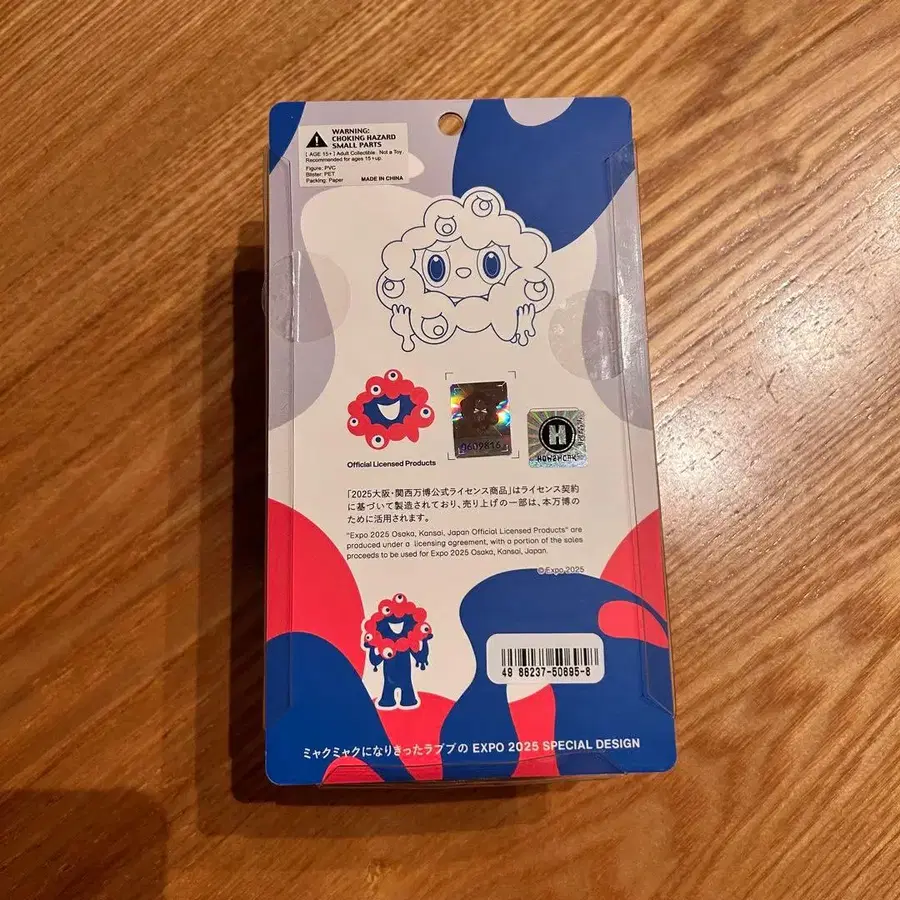 WARNING:
CHOKING HAZARD
SMALL PARTS
[ AGE 15+ ] Adult Collectible. Not a Toy.
Recommended for ages 15+up.
Figure: PVC
Blister: PET
Packing: Paper
MADE IN CHINA
609816
H
HOW2WORK
Official Licensed Products
「2025大阪・関西万博公式ライセンス商品」はライセンス契約
に基づいて製造されており、売り上げの一部は、本万博の
ために活用されます。
"Expo 2025 Osaka, Kansai, Japan Official Licensed Products" are
produced under a licensing agreement, with a portion of the sales
proceeds to be used for Expo 2025 Osaka, Kansai, Japan.
©Expo 2025
49 86237-50895-8
ミャクミャクになりきったラブブの EXPO 2025 SPECIAL DESIGN